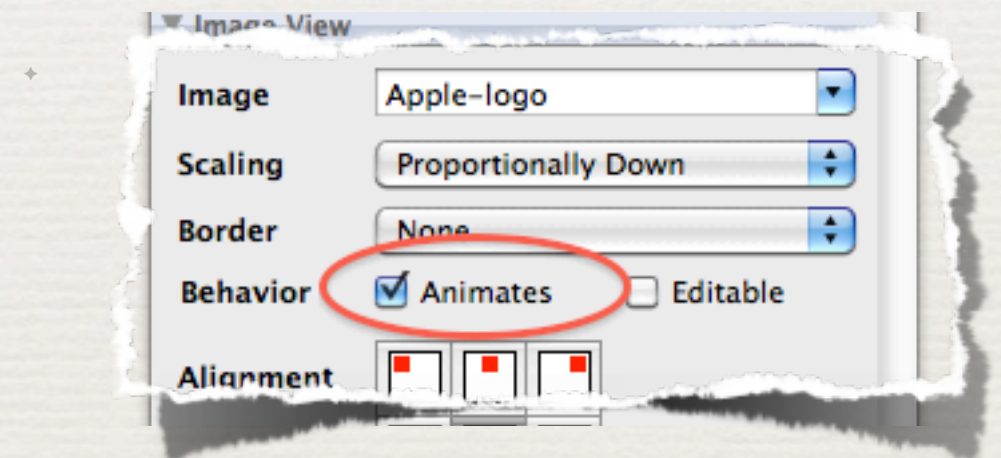 Image View
Image Apple-logo
Scaling Proportionally Down
Border None
Behavior Animates Editable
Alignment